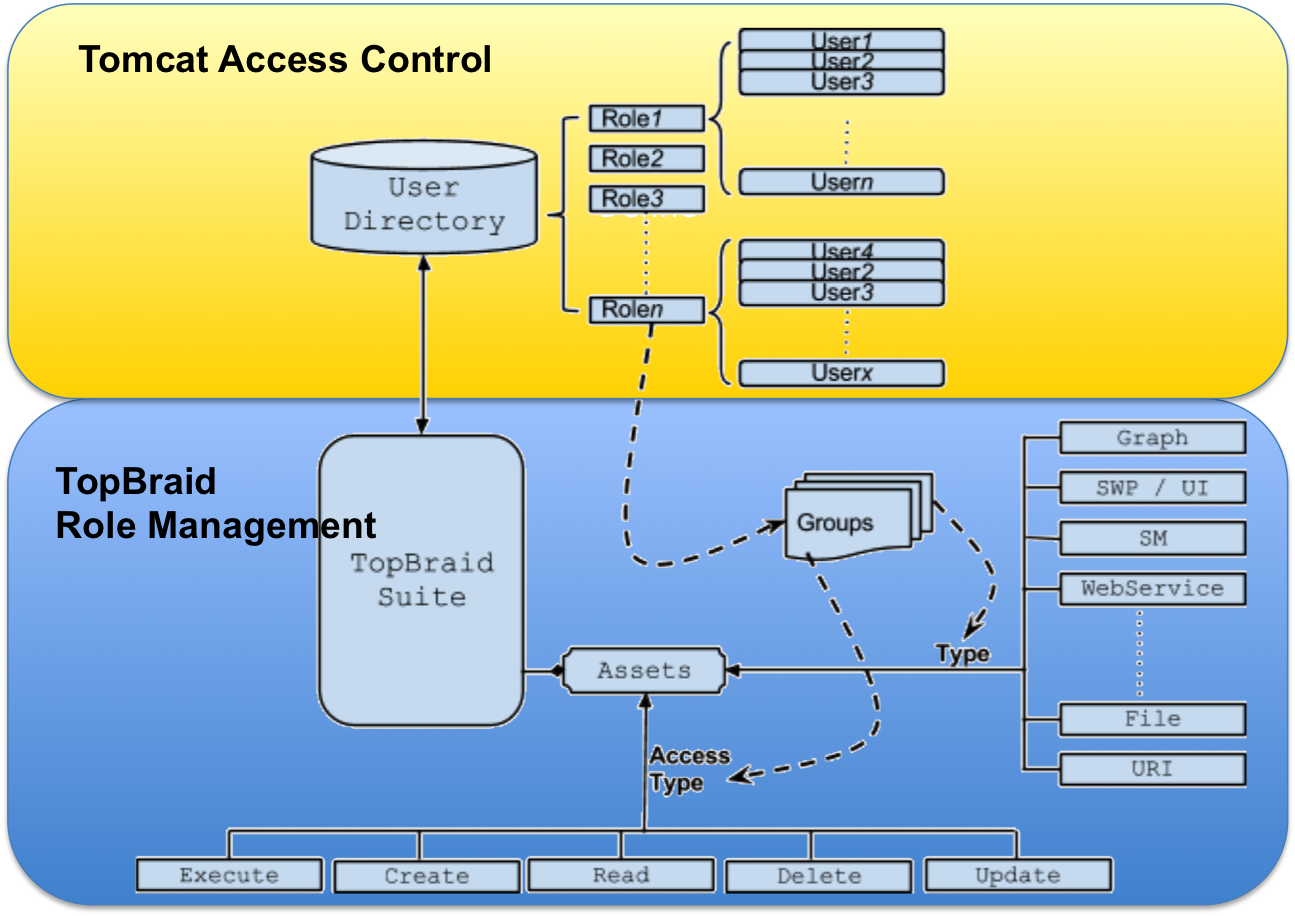 Tomcat Access Control
User
Directory
Role1
Role2
Role3
Rolen
User1
User2
User3
Usern
User4
User2
User3
Userx
TopBraid
Role Management
TopBraid
Suite
Groups
Assets
Type
Access
Type
Graph
SWP / UI
SM
WebService
File
URI
Execute
Create
Read
Delete
Update